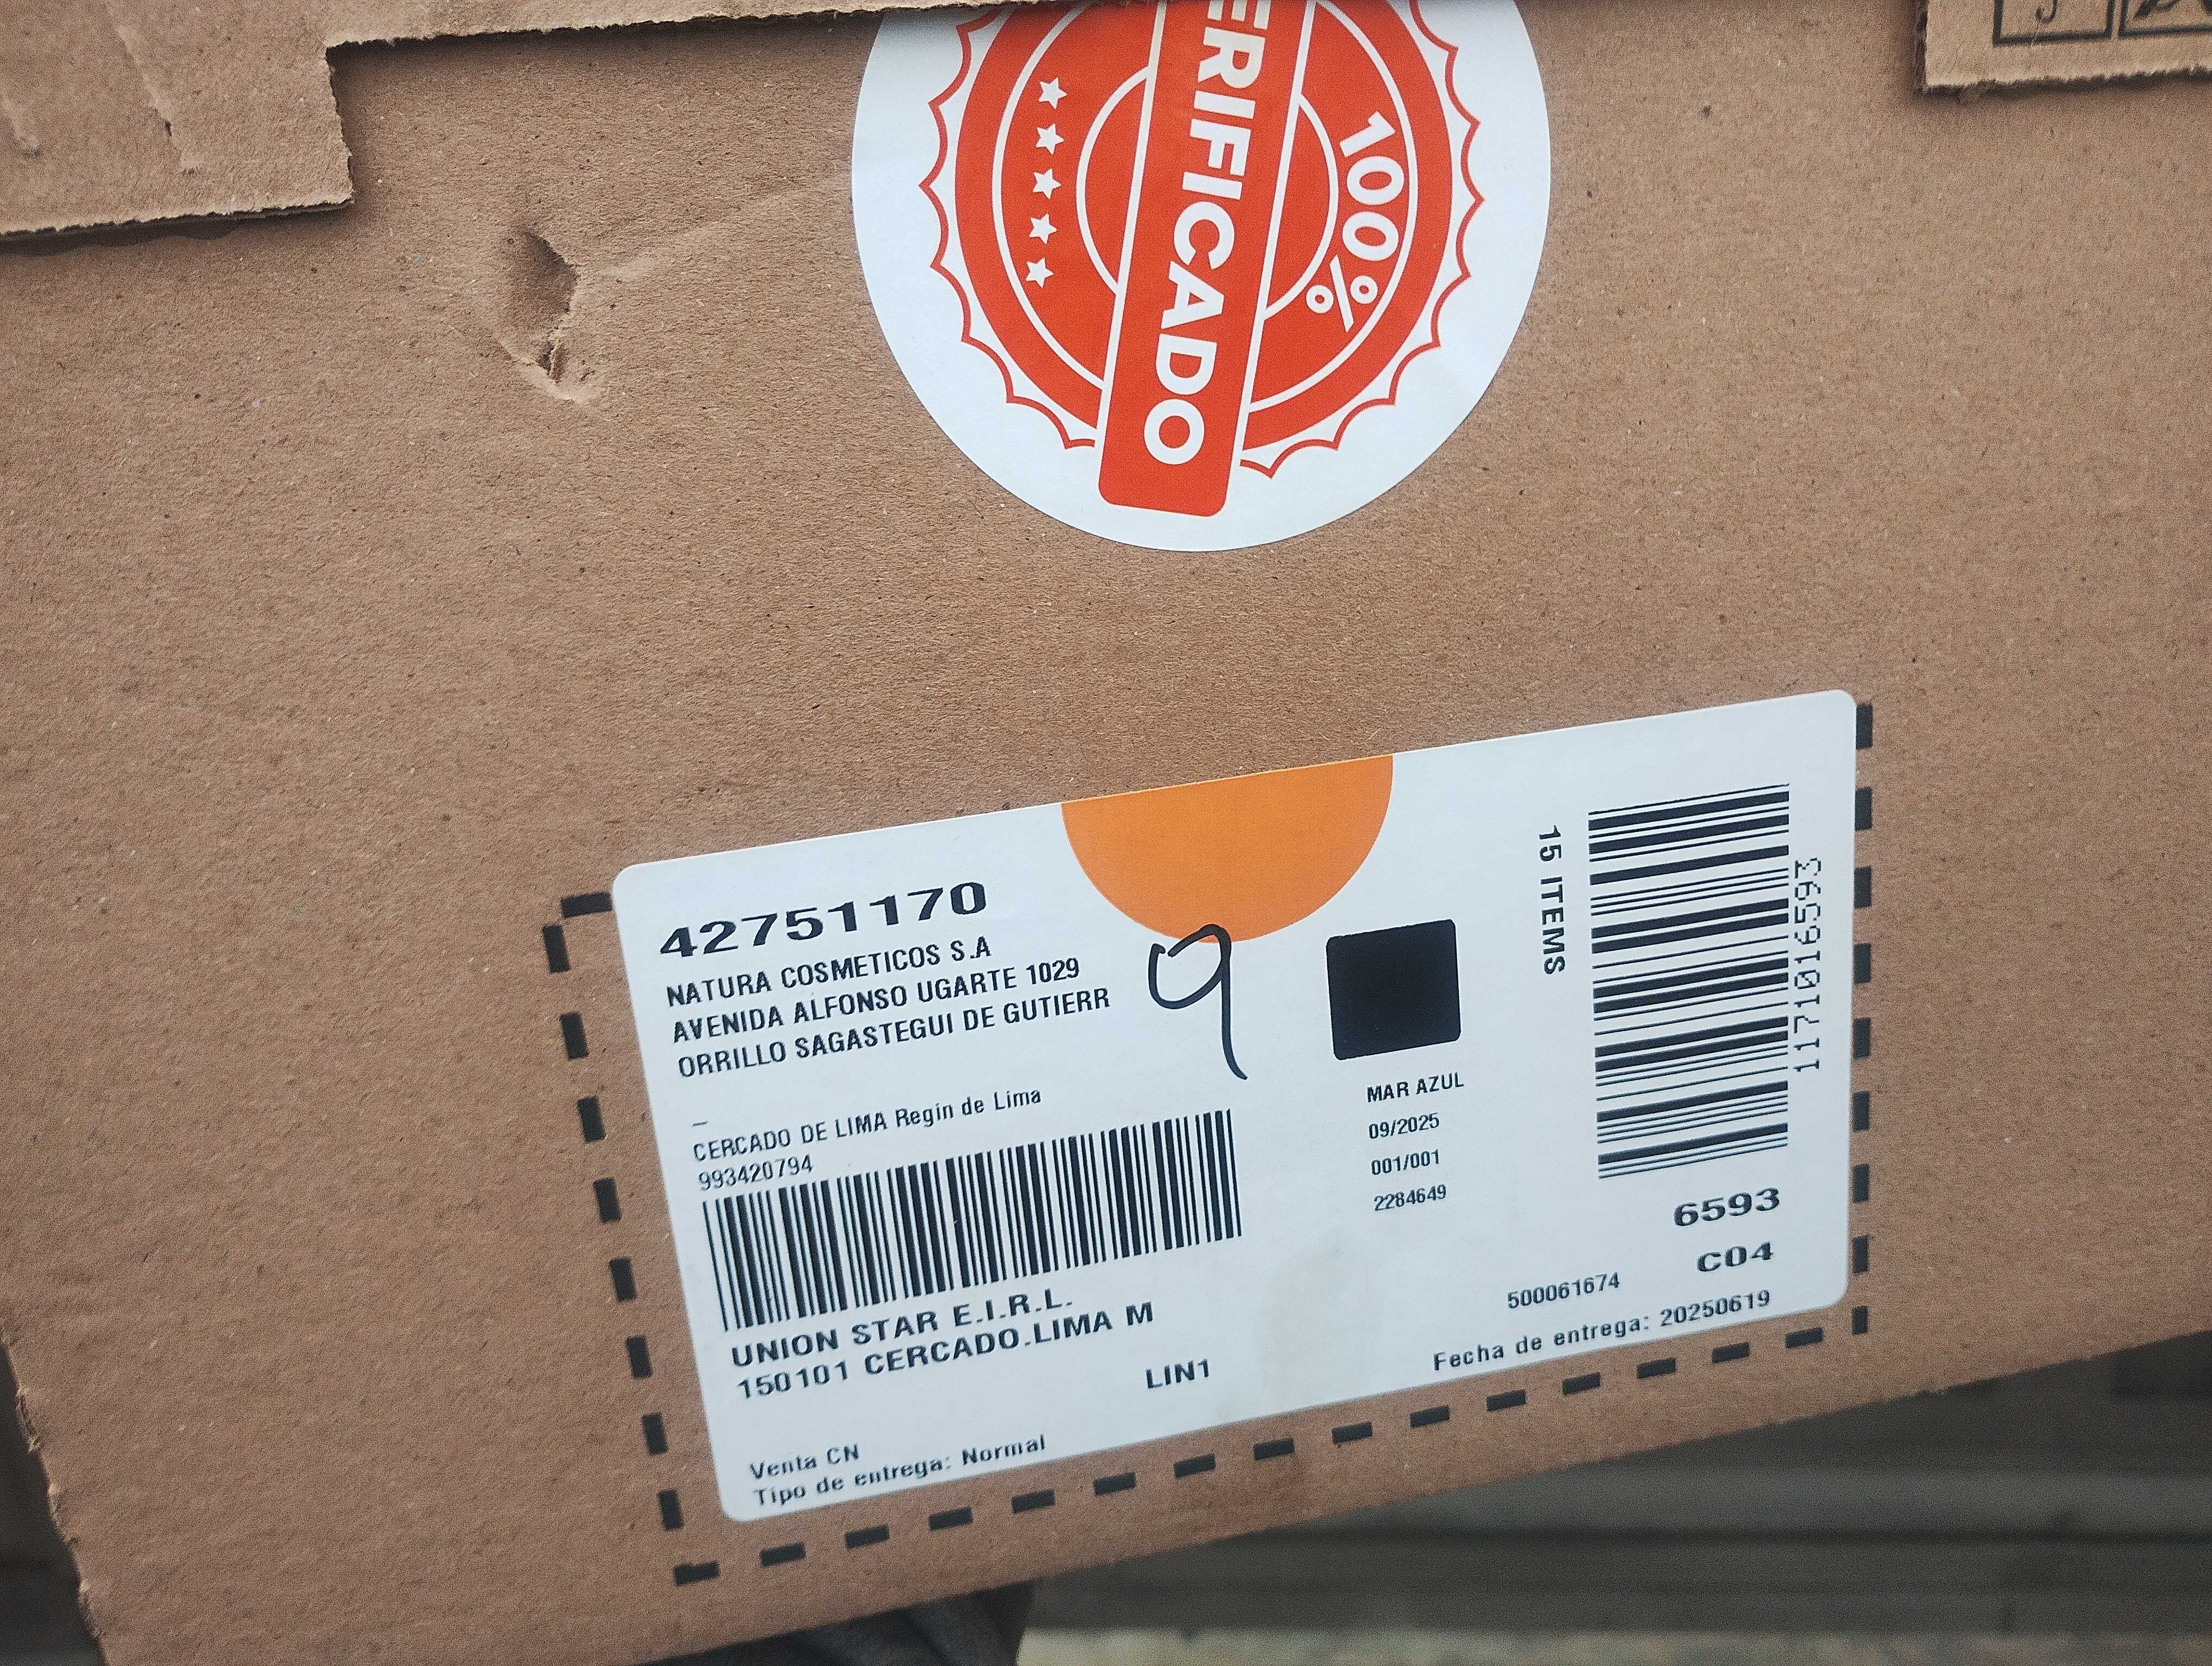 ERIFICADO
100%
42751170
NATURA COSMETICOS S.A
AVENIDA ALFONSO UGARTE 1029
ORRILLO SAGASTEGUI DE GUTIERR
9
–
CERCADO DE LIMA Regin de Lima
993420794
UNION STAR E.I.R.L.
150101 CERCADO.LIMA M
LIN1
Venta CN
Tipo de entrega: Normal
MAR AZUL
09/2025
001/001
2284649
15 ITEMS
1171016593
6593
C04
500061674
Fecha de entrega: 20250619